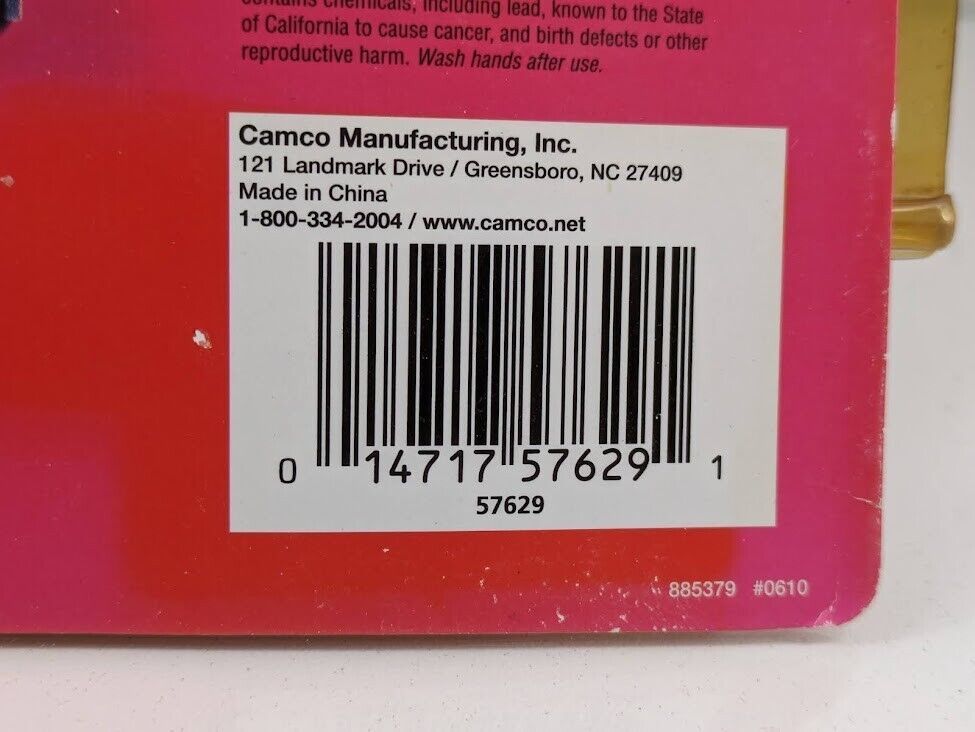 contains chemicals, including lead, known to the State
of California to cause cancer, and birth defects or other
reproductive harm. Wash hands after use.
Camco Manufacturing, Inc.
121 Landmark Drive / Greensboro, NC 27409
Made in China
1-800-334-2004 / www.camco.net
0 14717 57629 1
57629
885379 #0610